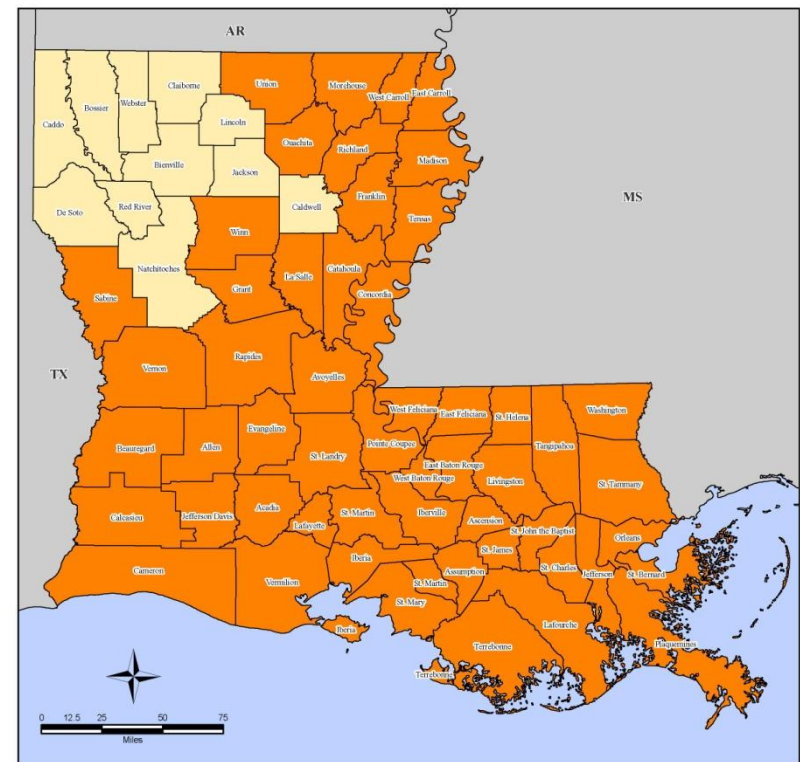 AR
Claiborne
Union
Morehouse
West Carroll
East Carroll
Bossier
Webster
Caddo
Lincoln
Ouachita
Richland
Madison
Bienville
Jackson
Franklin
De Soto
Red River
Caldwell
Tensas
MS
Winn
Natchitoches
La Salle
Catahoula
Grant
Concordia
Sabine
TX
Vernon
Rapides
Avoyelles
West Feliciana
East Feliciana
St. Helena
Washington
Evangeline
Pointe Coupee
Tangipahoa
Beauregard
Allen
St. Landry
East Baton Rouge
West Baton Rouge
Livingston
St. Tammany
Calcasieu
Jefferson Davis
Acadia
Lafayette
St. Martin
Iberville
Ascension
St. John the Baptist
Orleans
St. James
Iberia
Assumption
St. Charles
Jefferson
St. Bernard
Cameron
Vermilion
St. Martin
St. Mary
Iberia
Lafourche
Plaquemines
Terrebonne
Terrebonne
0 12.5 25 50 75
Miles